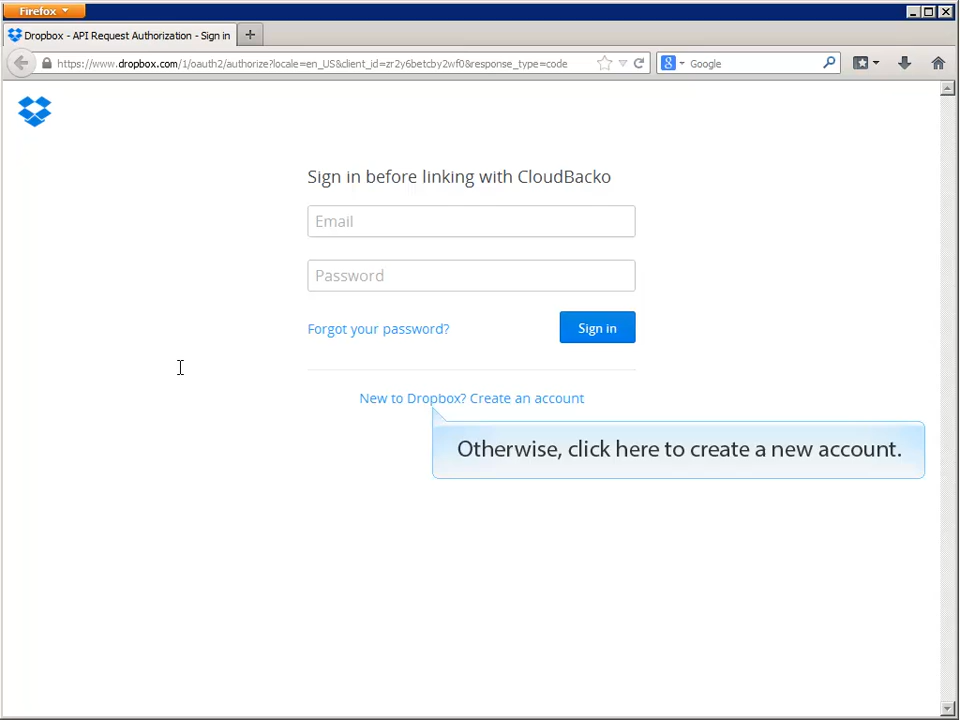 Firefox
Dropbox - API Request Authorization - Sign in
https://www.dropbox.com/1/oauth2/authorize?locale=en_US&client_id=zr2y6betcby2wf0&response_type=code
Google
Sign in before linking with CloudBacko
Email
Password
Forgot your password?
Sign in
New to Dropbox? Create an account
Otherwise, click here to create a new account.